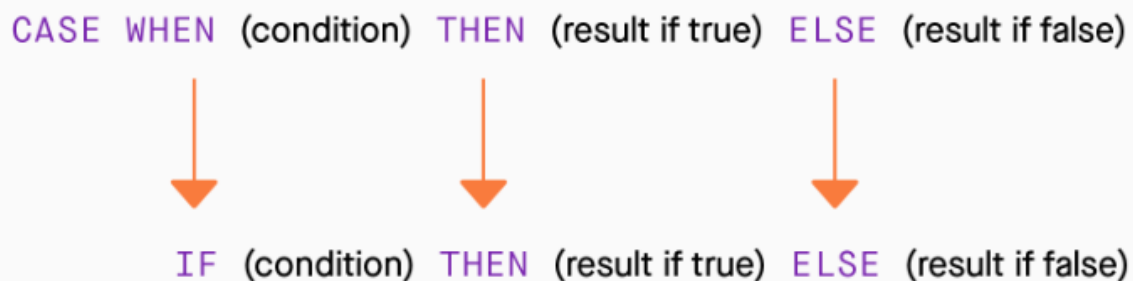 CASE WHEN (condition) THEN (result if true) ELSE (result if false)
IF (condition) THEN (result if true) ELSE (result if false)